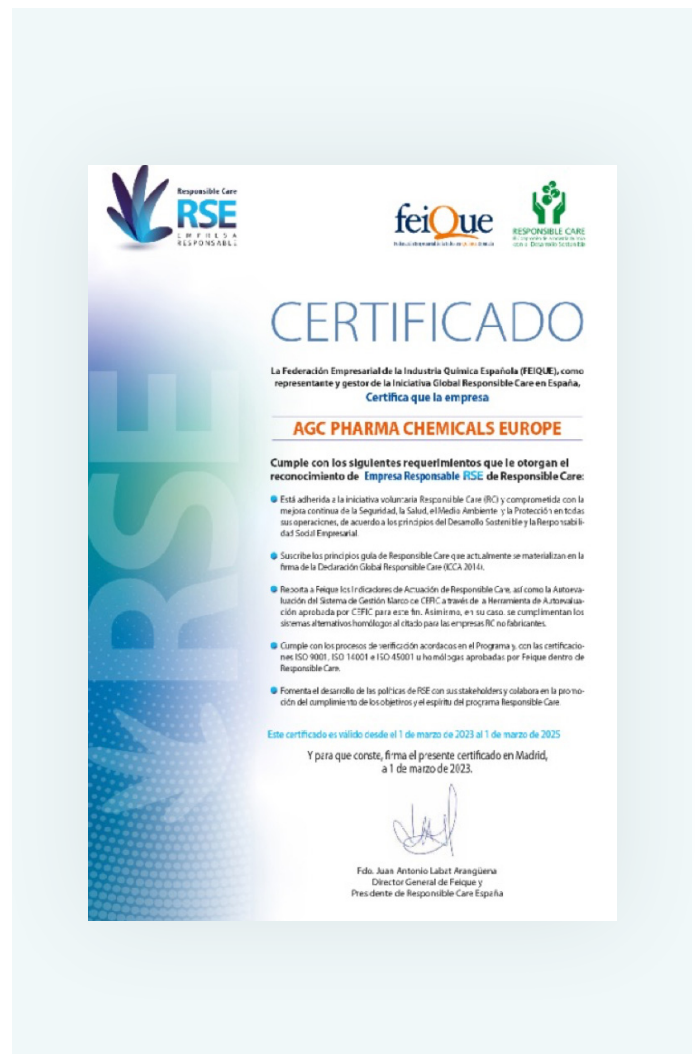 Responsible Care
RSE
EMPRESA
RESPONSABLE
feiQue
RESPONSIBLE CARE
con el Desarrollo Sostenible
CERTIFICADO
La Federación Empresarial de la Industria Química Española (FEIQUE), como
representante y gestor de la Iniciativa Global Responsible Care en España,
Certifica que la empresa
AGC PHARMA CHEMICALS EUROPE
Cumple con los siguientes requerimientos que le otorgan el
reconocimiento de Empresa Responsable RSE de Responsible Care:
Está adherida a la iniciativa voluntaria Responsible Care (RC) y comprometida con la
mejora continua de la Seguridad, la Salud, el Medio Ambiente y la Protección en todas
sus operaciones, de acuerdo a los principios del Desarrollo Sostenible y la Responsabili-
dad Social Empresarial.
Suscribe los principios guía de Responsible Care que actualmente se materializan en la
firma de la Declaración Global Responsible Care (ICCA 2014).
Reporta a Feique los Indicadores de Actuación de Responsible Care, así como la Autoeva-
luación del Sistema de Gestión Marco de CEFIC a través de la Herramienta de Autoevalua-
ción aprobada por CEFIC para este fin. Asimismo, en su caso, se cumplimentan los
sistemas alternativos homólogos al citado para las empresas RC no fabricantes.
Cumple con los procesos de verificación acordados en el Programa y, con las certificacio-
nes ISO 9001, ISO 14001 e ISO 45001 u homólogas aprobadas por Feique dentro de
Responsible Care.
Fomenta el desarrollo de las políticas de RSE con sus stakeholders y colabora en la promo-
ción del cumplimiento de los objetivos y el espíritu del programa Responsible Care.
Este certificado es válido desde el 1 de marzo de 2023 al 1 de marzo de 2025
Y para que conste, firma el presente certificado en Madrid,
a 1 de marzo de 2023.
Fdo. Juan Antonio Labat Arangüena
Director General de Feique y
Presidente de Responsible Care España
RSE